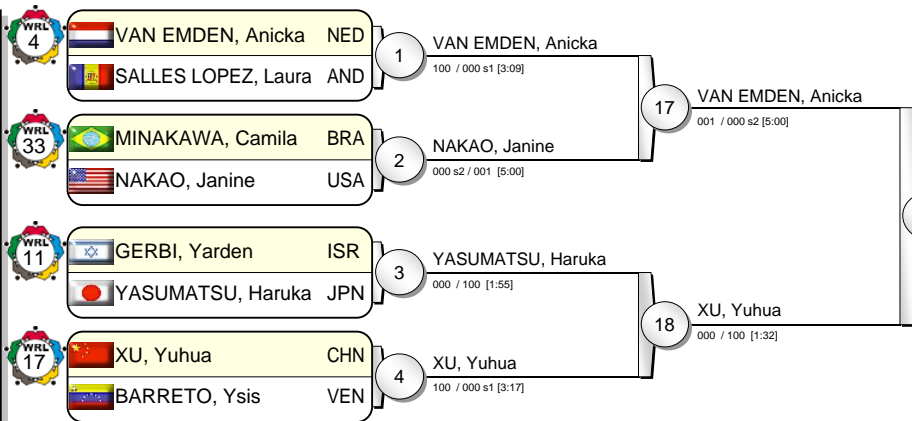 WRL
4
VAN EMDEN, Anicka NED
SALLES LOPEZ, Laura AND
1
VAN EMDEN, Anicka
100 / 000 s1 [3:09]
WRL
33
MINAKAWA, Camila BRA
NAKAO, Janine USA
2
NAKAO, Janine
000 s2 / 001 [5:00]
17
VAN EMDEN, Anicka
001 / 000 s2 [5:00]
WRL
11
GERBI, Yarden ISR
YASUMATSU, Haruka JPN
3
YASUMATSU, Haruka
000 / 100 [1:55]
WRL
17
XU, Yuhua CHN
BARRETO, Ysis VEN
4
XU, Yuhua
100 / 000 s1 [3:17]
18
XU, Yuhua
000 / 100 [1:32]